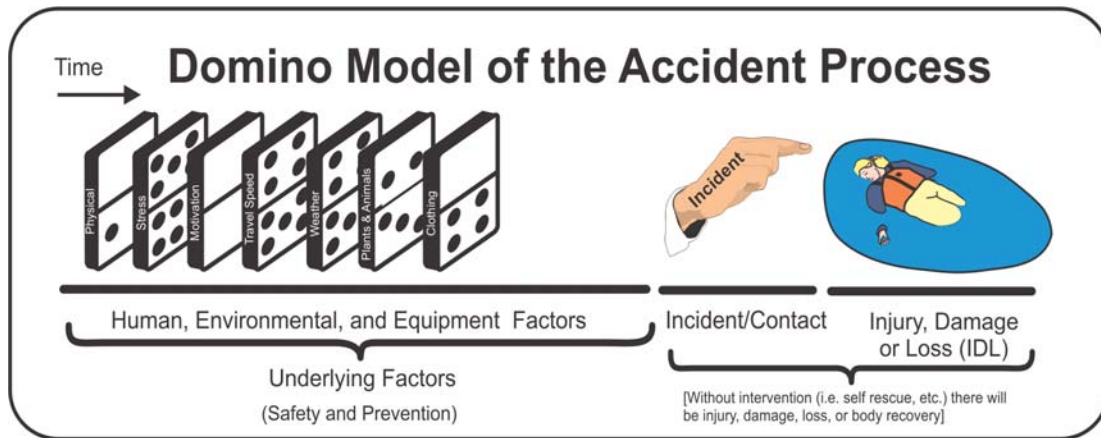 Time
Domino Model of the Accident Process
Physical
Stress
Motivation
Travel Speed
Weather
Plants & Animals
Clothing
Incident
Human, Environmental, and Equipment Factors
Incident/Contact
Injury, Damage
or Loss (IDL)
Underlying Factors
(Safety and Prevention)
[Without intervention (i.e. self rescue, etc.) there will
be injury, damage, loss, or body recovery]